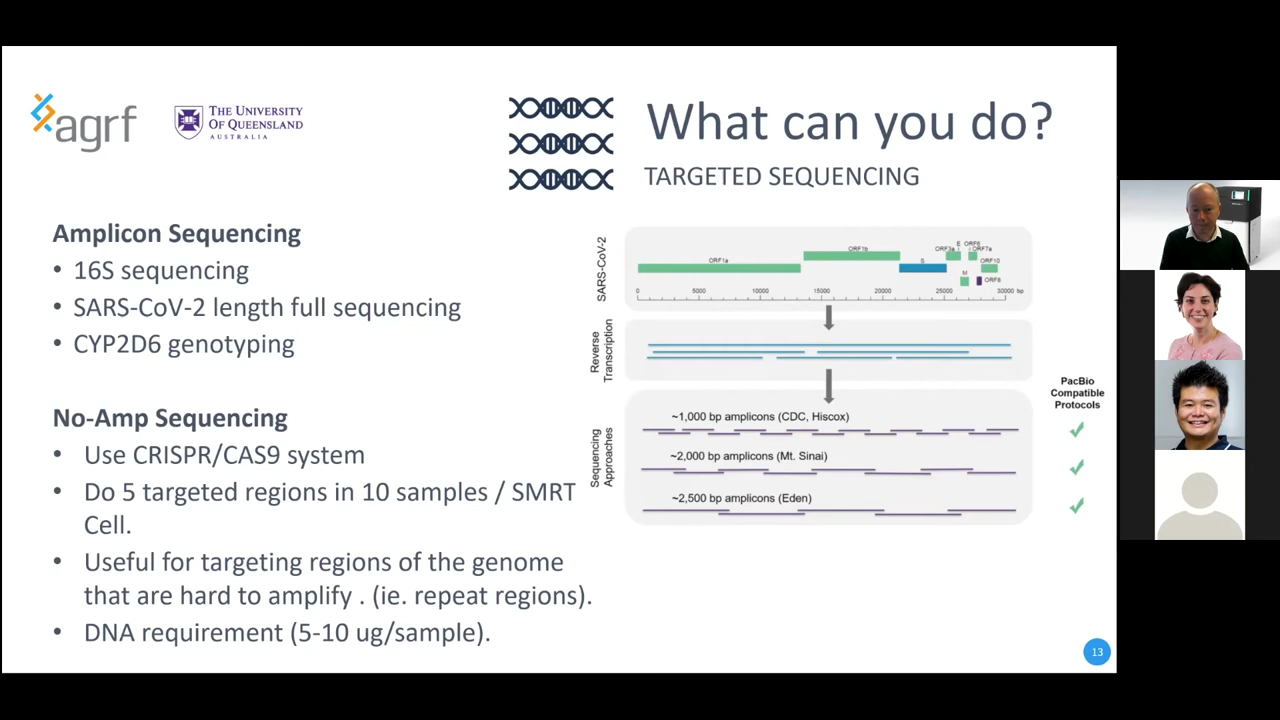 agrf
THE UNIVERSITY
OF QUEENSLAND
AUSTRALIA
What can you do?
TARGETED SEQUENCING
Amplicon Sequencing
• 16S sequencing
• SARS-CoV-2 length full sequencing
• CYP2D6 genotyping
No-Amp Sequencing
• Use CRISPR/CAS9 system
• Do 5 targeted regions in 10 samples / SMRT
Cell.
• Useful for targeting regions of the genome
that are hard to amplify . (ie. repeat regions).
• DNA requirement (5-10 ug/sample).
SARS-CoV-2
ORF1a
ORF1b
S
ORF3a
E
ORF6
ORF7a
M
ORF10
ORF8
0 5000 10000 15000 20000 25000 30000 bp
Reverse
Transcription
Sequencing
Approaches
~1,000 bp amplicons (CDC, Hiscox)
~2,000 bp amplicons (Mt. Sinai)
~2,500 bp amplicons (Eden)
PacBio
Compatible
Protocols
13